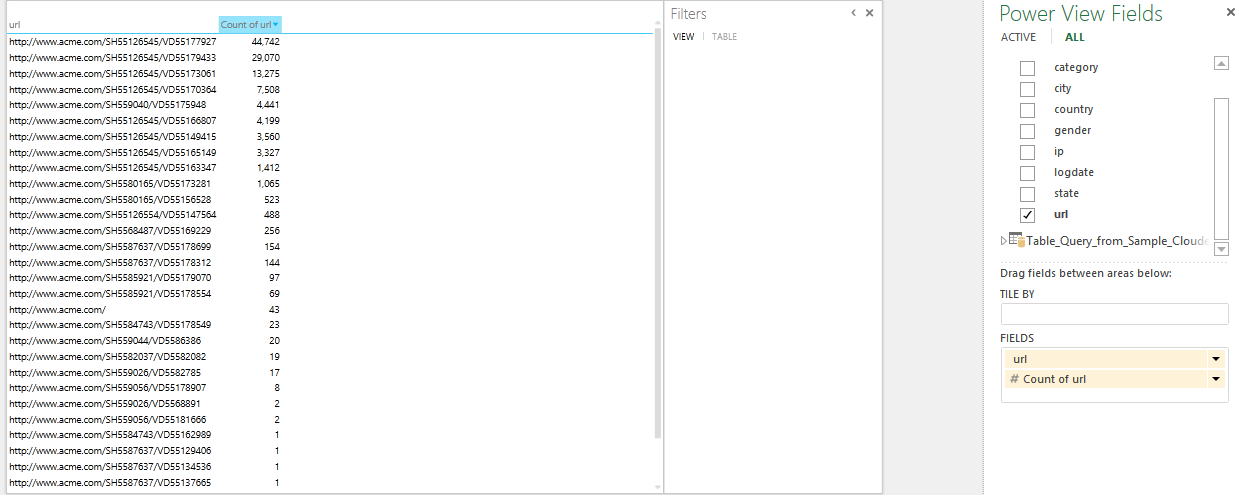 url Count of url
http://www.acme.com/SH55126545/VD55177927 44,742
http://www.acme.com/SH55126545/VD55179433 29,070
http://www.acme.com/SH55126545/VD55173061 13,275
http://www.acme.com/SH55126545/VD55170364 7,508
http://www.acme.com/SH559040/VD55175948 4,441
http://www.acme.com/SH55126545/VD55166807 4,199
http://www.acme.com/SH55126545/VD55149415 3,560
http://www.acme.com/SH55126545/VD55165149 3,327
http://www.acme.com/SH55126545/VD55163347 1,412
http://www.acme.com/SH5580165/VD55173281 1,065
http://www.acme.com/SH5580165/VD55156528 523
http://www.acme.com/SH55126554/VD55147564 488
http://www.acme.com/SH5568487/VD55169229 256
http://www.acme.com/SH5587637/VD55178699 154
http://www.acme.com/SH5587637/VD55178312 144
http://www.acme.com/SH5585921/VD55179070 97
http://www.acme.com/SH5585921/VD55178554 69
http://www.acme.com/ 43
http://www.acme.com/SH5584743/VD55178549 23
http://www.acme.com/SH559044/VD5586386 20
http://www.acme.com/SH5582037/VD5582082 19
http://www.acme.com/SH559026/VD5582785 17
http://www.acme.com/SH559056/VD55178907 8
http://www.acme.com/SH559026/VD5568891 2
http://www.acme.com/SH559056/VD55181666 2
http://www.acme.com/SH5584743/VD55162989 1
http://www.acme.com/SH5587637/VD55129406 1
http://www.acme.com/SH5587637/VD55134536 1
http://www.acme.com/SH5587637/VD55137665 1
Filters
VIEW TABLE
Power View Fields
ACTIVE ALL
category
city
country
gender
ip
logdate
state
url
Table_Query_from_Sample_Cloude
Drag fields between areas below:
TILE BY
FIELDS
url
# Count of url